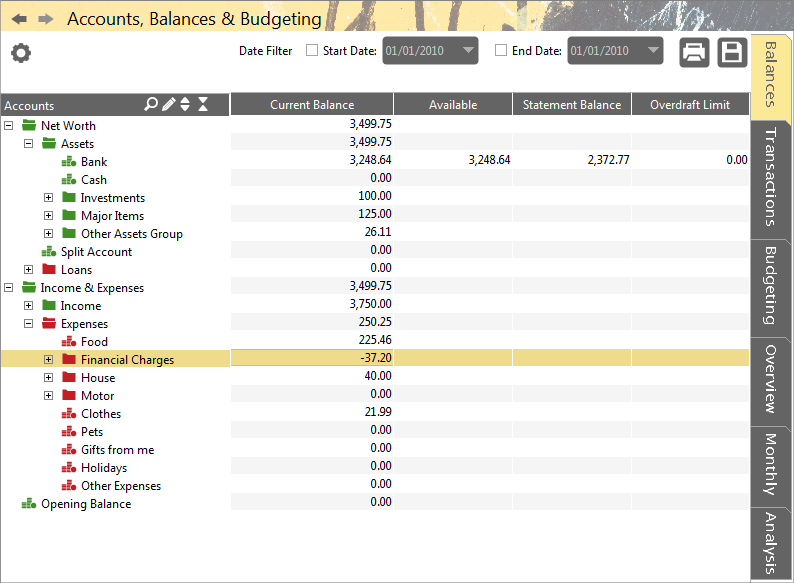 Accounts, Balances & Budgeting
Date Filter Start Date: 01/01/2010 End Date: 01/01/2010
Accounts Current Balance Available Statement Balance Overdraft Limit
Net Worth 3,499.75
Assets 3,499.75
Bank 3,248.64 3,248.64 2,372.77 0.00
Cash 0.00
Investments 100.00
Major Items 125.00
Other Assets Group 26.11
Split Account 0.00
Loans 0.00
Income & Expenses 3,499.75
Income 3,750.00
Expenses 250.25
Food 225.46
Financial Charges -37.20
House 40.00
Motor 0.00
Clothes 21.99
Pets 0.00
Gifts from me 0.00
Holidays 0.00
Other Expenses 0.00
Opening Balance 0.00
Balances
Transactions
Budgeting
Overview
Monthly
Analysis